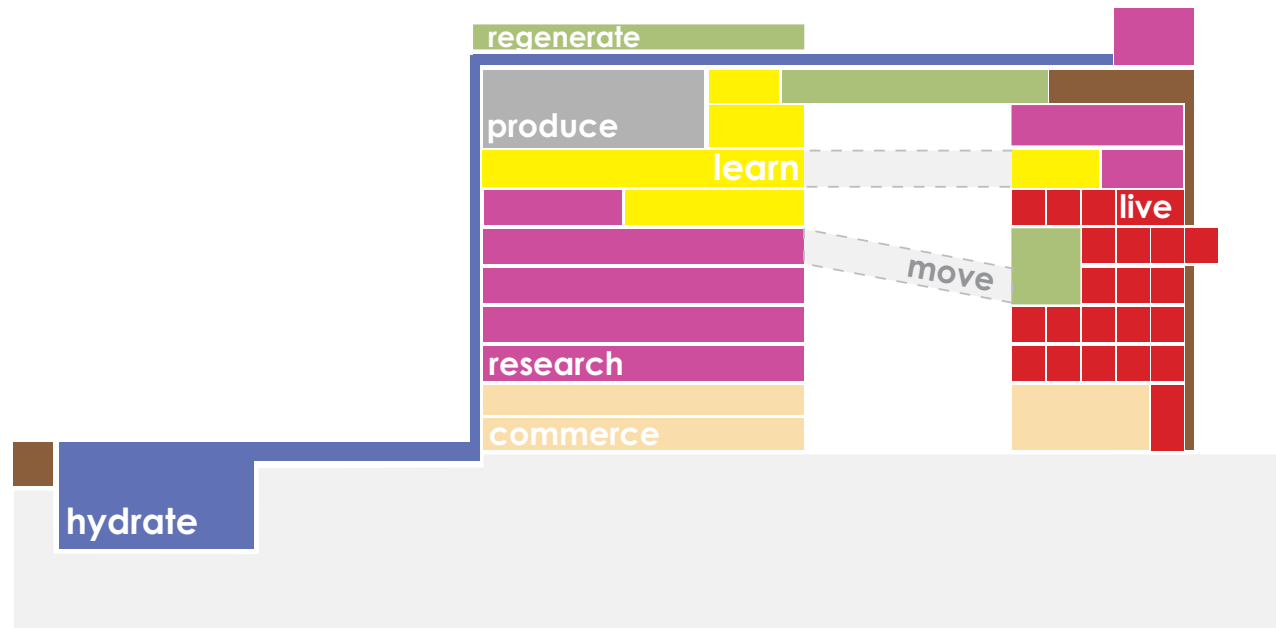 regenerate
produce
learn
live
move
research
commerce
hydrate